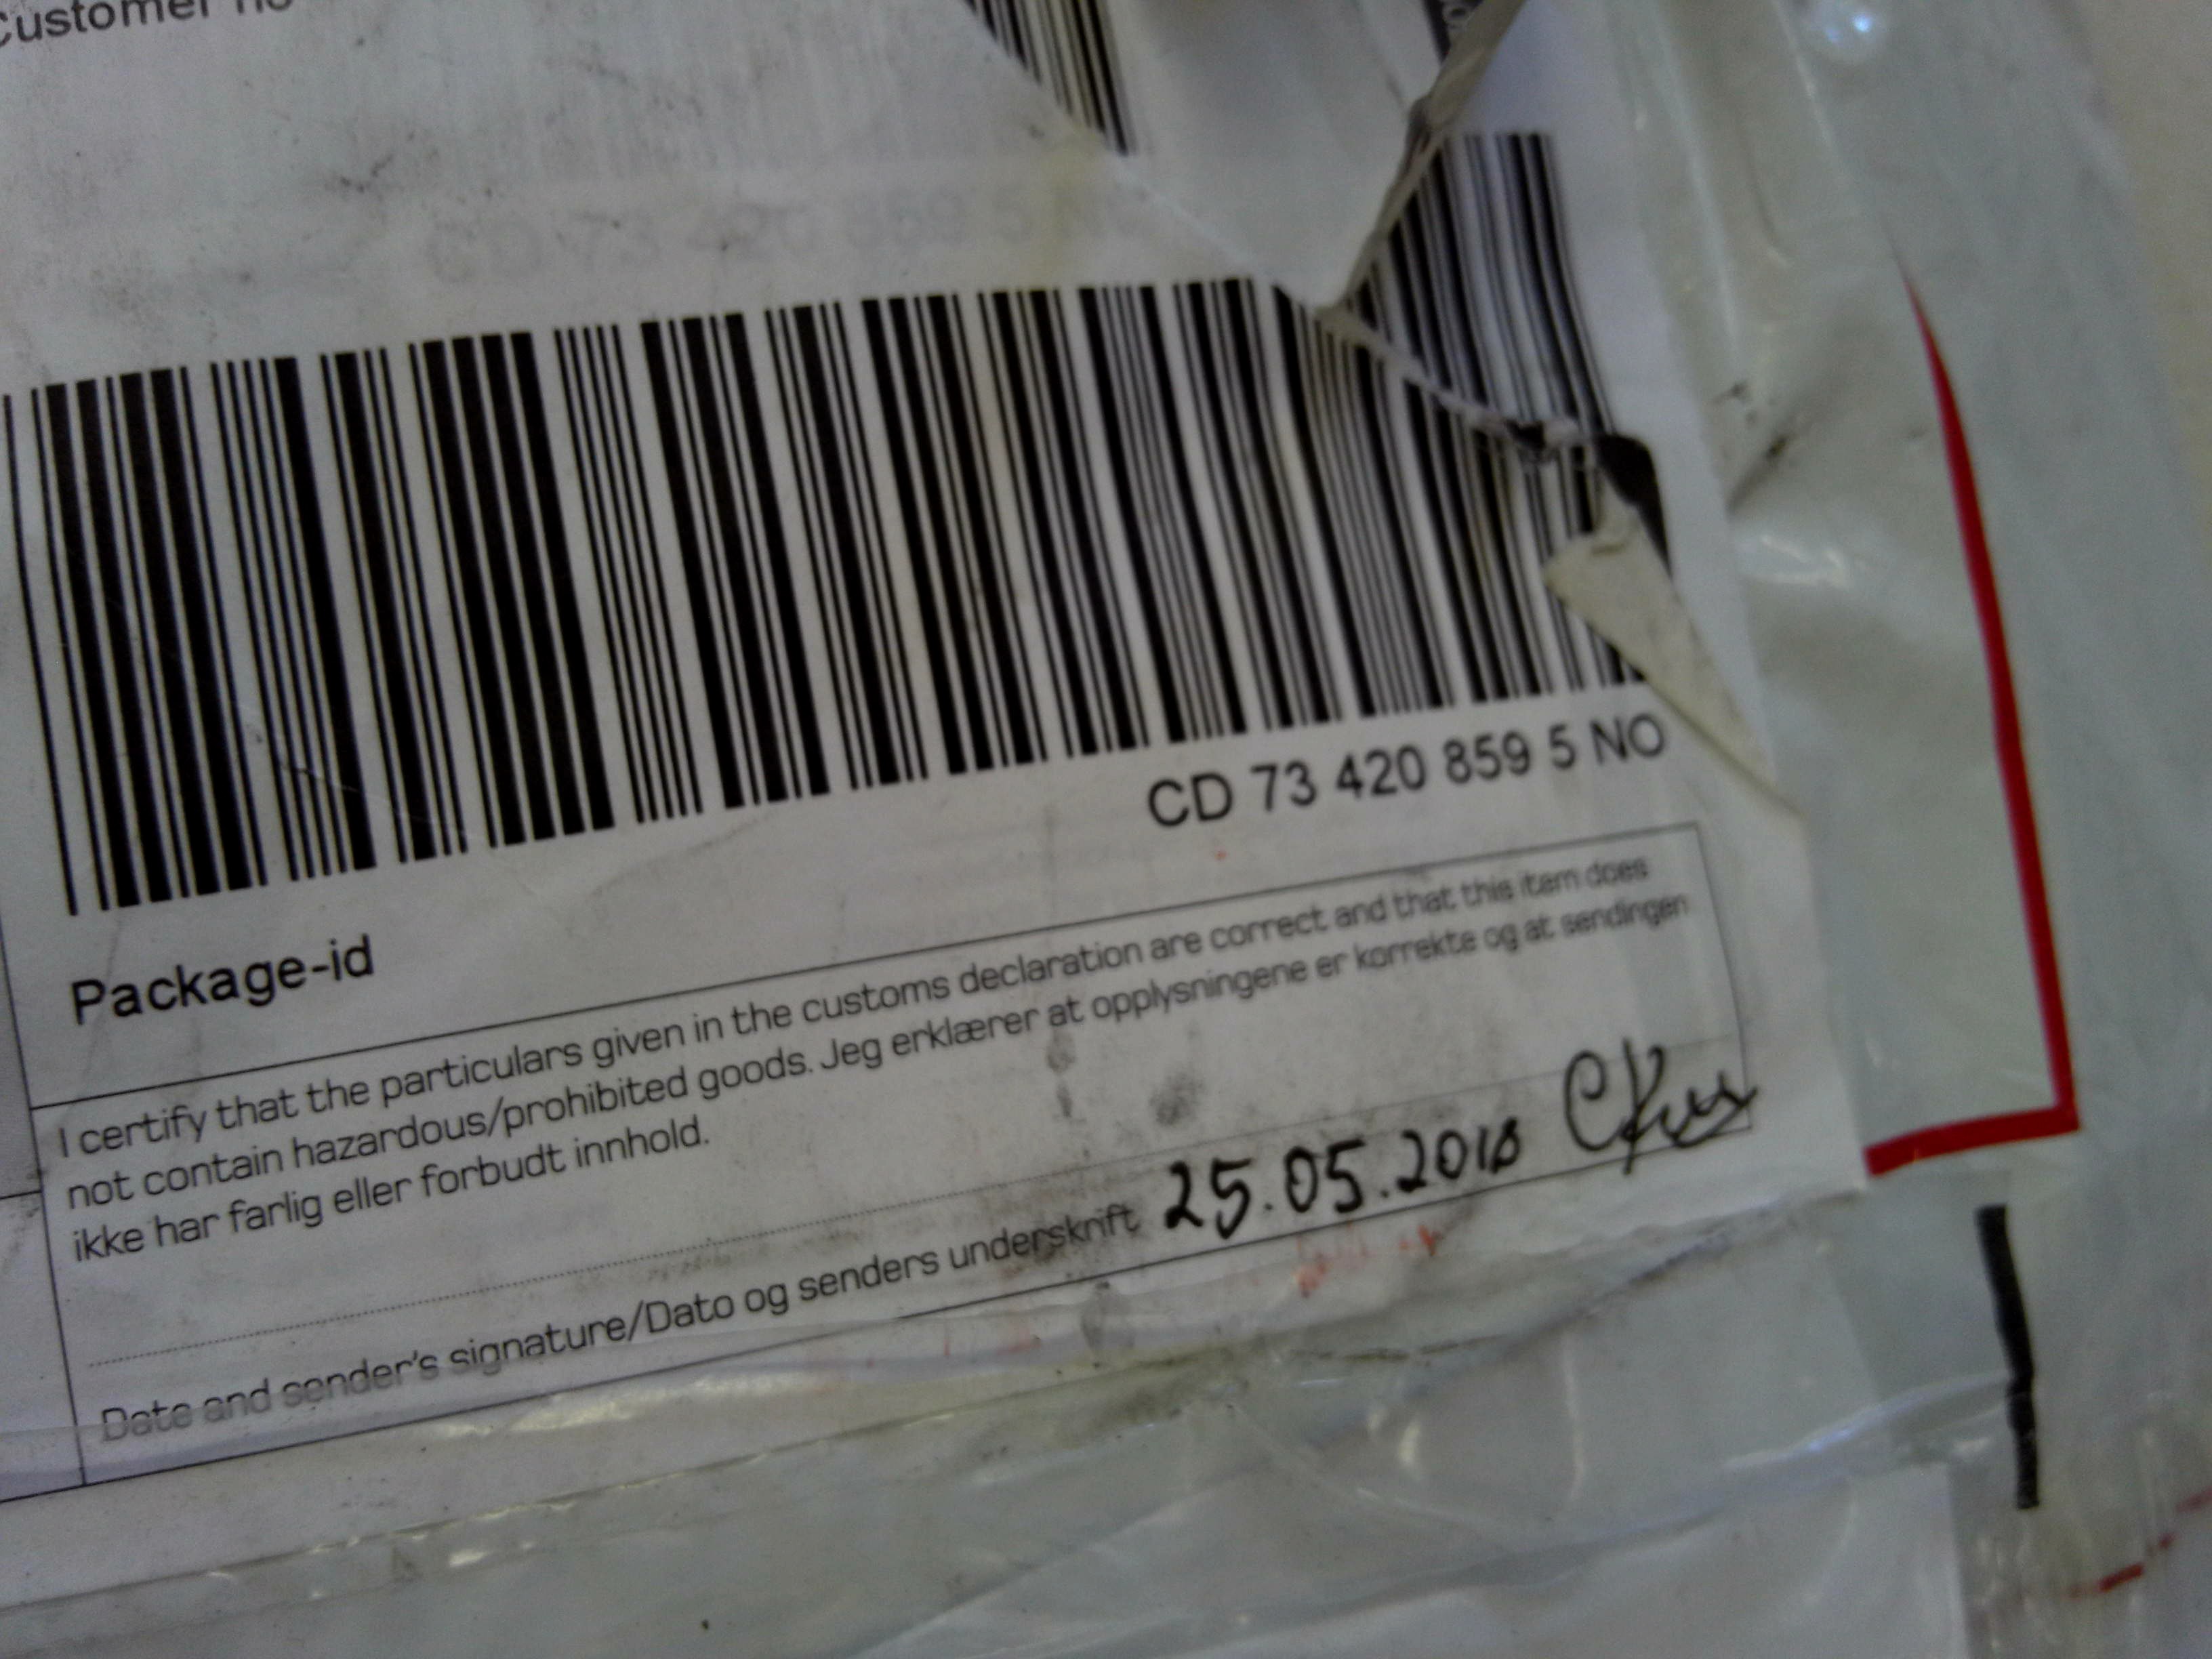 Customer no
CD 73 420 859 5 NO
Package-id
I certify that the particulars given in the customs declaration are correct and that this item does
not contain hazardous/prohibited goods. Jeg erklærer at opplysningene er korrekte og at sendingen
ikke har farlig eller forbudt innhold.
Date and sender's signature/Dato og senders underskrift 25.05.2018